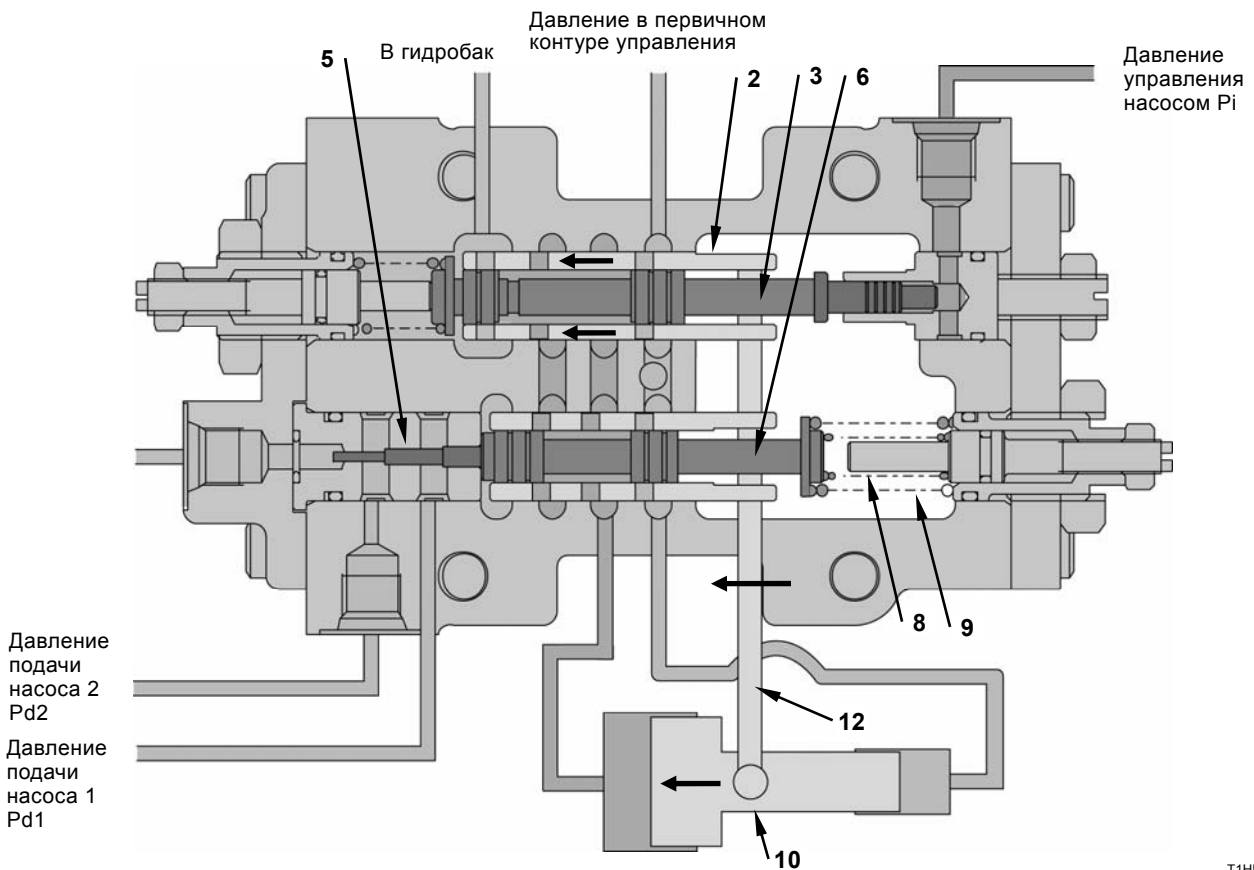 Давление в первичном
контуре управления
В гидробак
5
2
3
6
Давление
управления
насосом Pi
8
9
Давление
подачи
насоса 2
Pd2
12
Давление
подачи
насоса 1
Pd1
10